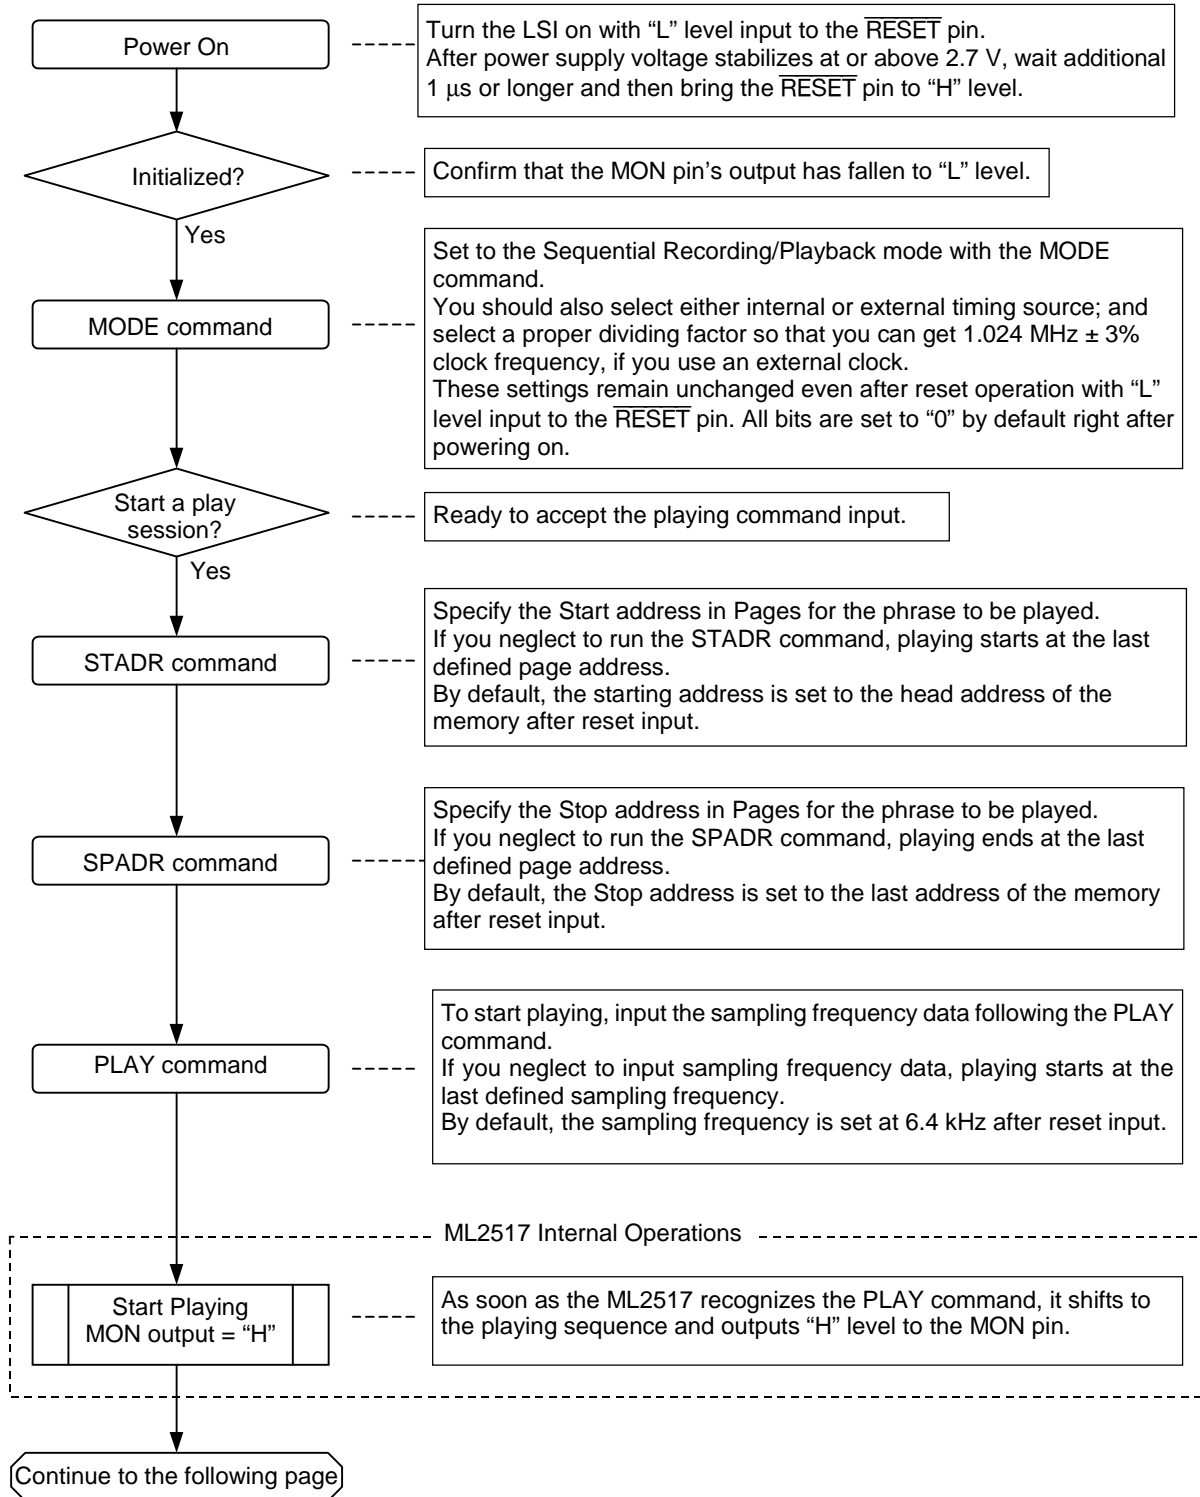 Power On
Turn the LSI on with “L” level input to the RESET pin.
After power supply voltage stabilizes at or above 2.7 V, wait additional
1 μs or longer and then bring the RESET pin to “H” level.
Initialized?
Confirm that the MON pin’s output has fallen to “L” level.
Yes
MODE command
Set to the Sequential Recording/Playback mode with the MODE
command.
You should also select either internal or external timing source; and
select a proper dividing factor so that you can get 1.024 MHz ± 3%
clock frequency, if you use an external clock.
These settings remain unchanged even after reset operation with “L”
level input to the RESET pin. All bits are set to “0” by default right after
powering on.
Start a play
session?
Ready to accept the playing command input.
Yes
STADR command
Specify the Start address in Pages for the phrase to be played.
If you neglect to run the STADR command, playing starts at the last
defined page address.
By default, the starting address is set to the head address of the
memory after reset input.
SPADR command
Specify the Stop address in Pages for the phrase to be played.
If you neglect to run the SPADR command, playing ends at the last
defined page address.
By default, the Stop address is set to the last address of the memory
after reset input.
PLAY command
To start playing, input the sampling frequency data following the PLAY
command.
If you neglect to input sampling frequency data, playing starts at the
last defined sampling frequency.
By default, the sampling frequency is set at 6.4 kHz after reset input.
ML2517 Internal Operations
Start Playing
MON output = “H”
As soon as the ML2517 recognizes the PLAY command, it shifts to
the playing sequence and outputs “H” level to the MON pin.
Continue to the following page